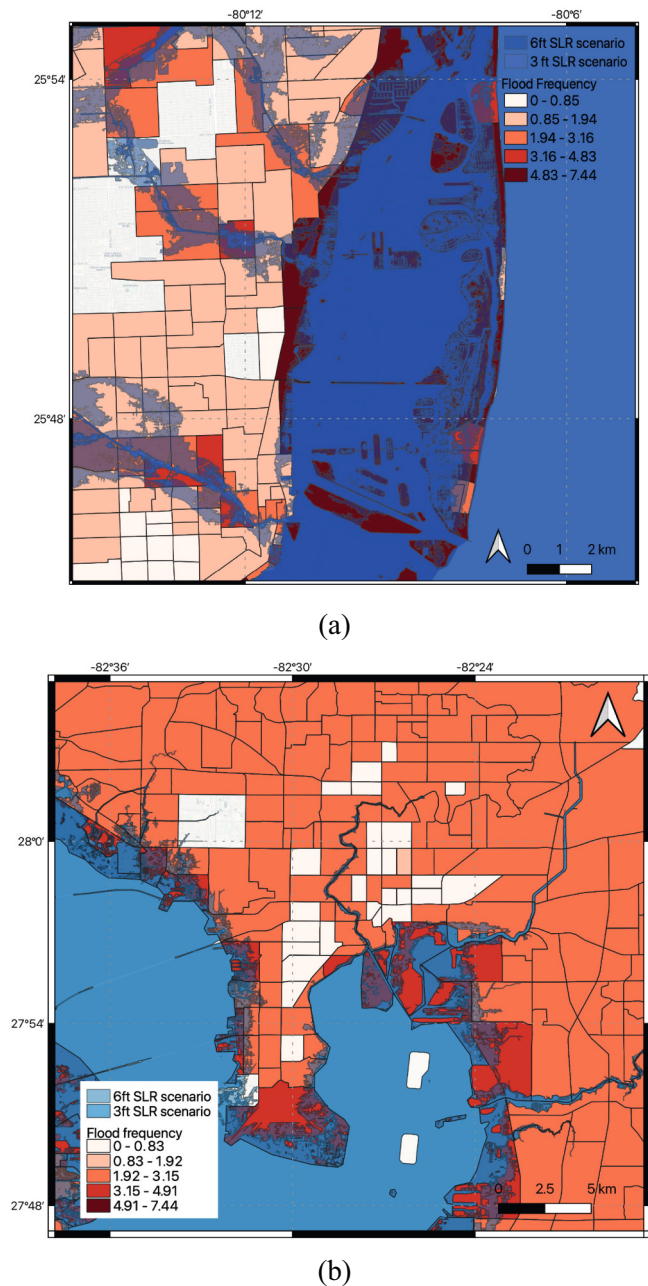 -80°12′ -80°6′
25°54′
6ft SLR scenario
3 ft SLR scenario
Flood Frequency
0 - 0.85
0.85 - 1.94
1.94 - 3.16
3.16 - 4.83
4.83 - 7.44
25°48′
0 1 2 km
(a)
-82°36′ -82°30′ -82°24′
28°0′
27°54′
6ft SLR scenario
3ft SLR scenario
Flood frequency
0 - 0.83
0.83 - 1.92
1.92 - 3.15
3.15 - 4.91
4.91 - 7.44
0 2.5 5 km
27°48′
(b)